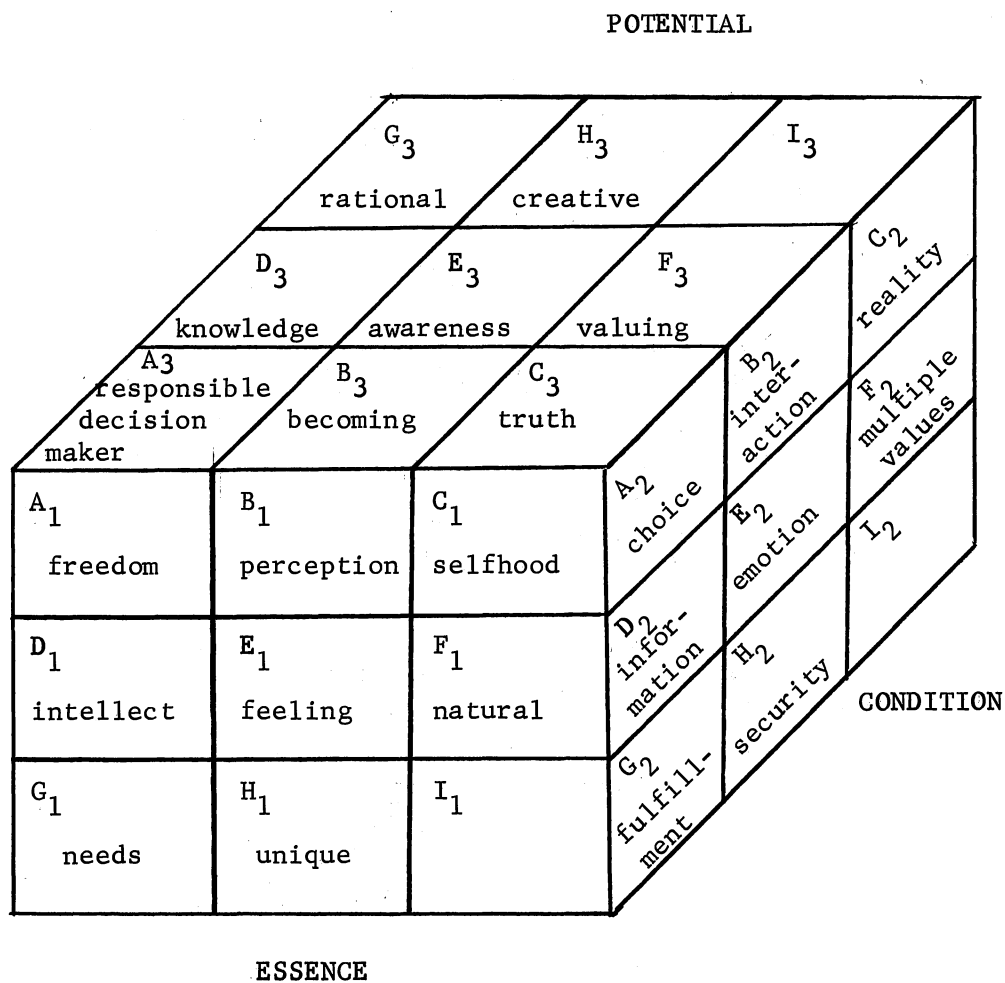 POTENTIAL
G3
H3
I3
rational
creative
D3
E3
F3
knowledge
awareness
valuing
A3
responsible
decision
maker
B3
becoming
C3
truth
A1
freedom
B1
perception
C1
selfhood
D1
intellect
E1
feeling
F1
natural
G1
needs
H1
unique
I1
A2
choice
B2
inter-
action
C2
reality
D2
infor-
mation
E2
emotion
F2
multiple
values
G2
fulfill-
ment
H2
security
I2
CONDITION
ESSENCE